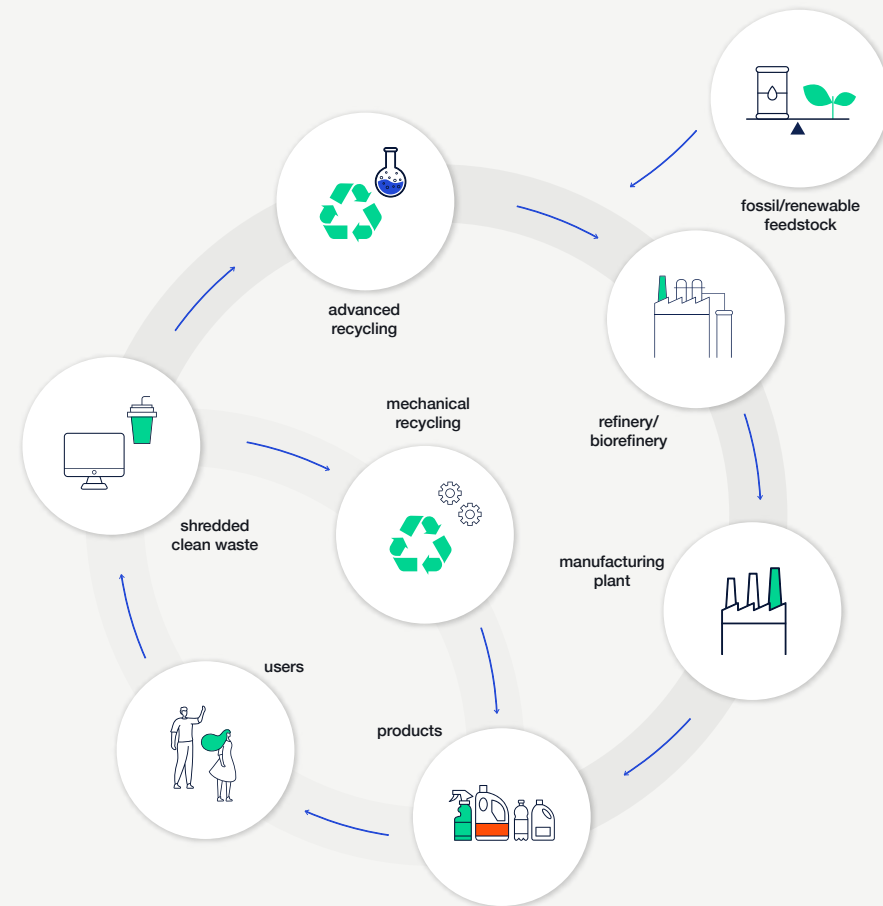 fossil/renewable
feedstock
advanced
recycling
mechanical
recycling
refinery/
biorefinery
shredded
clean waste
manufacturing
plant
users
products